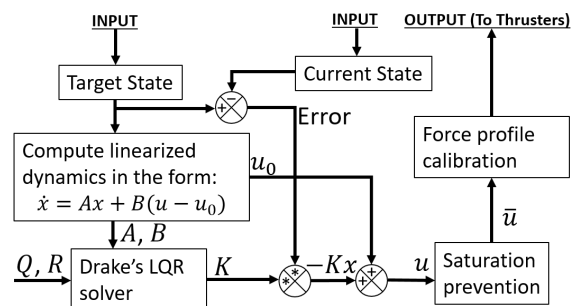 INPUT
INPUT
OUTPUT (To Thrusters)
Target State
Current State
+
−
Error
Compute linearized
dynamics in the form:
ẋ = Ax + B(u − u₀)
u₀
Force profile
calibration
A, B
ū
Q, R
Drake's LQR
solver
K
* *
−Kx
+ +
u
Saturation
prevention